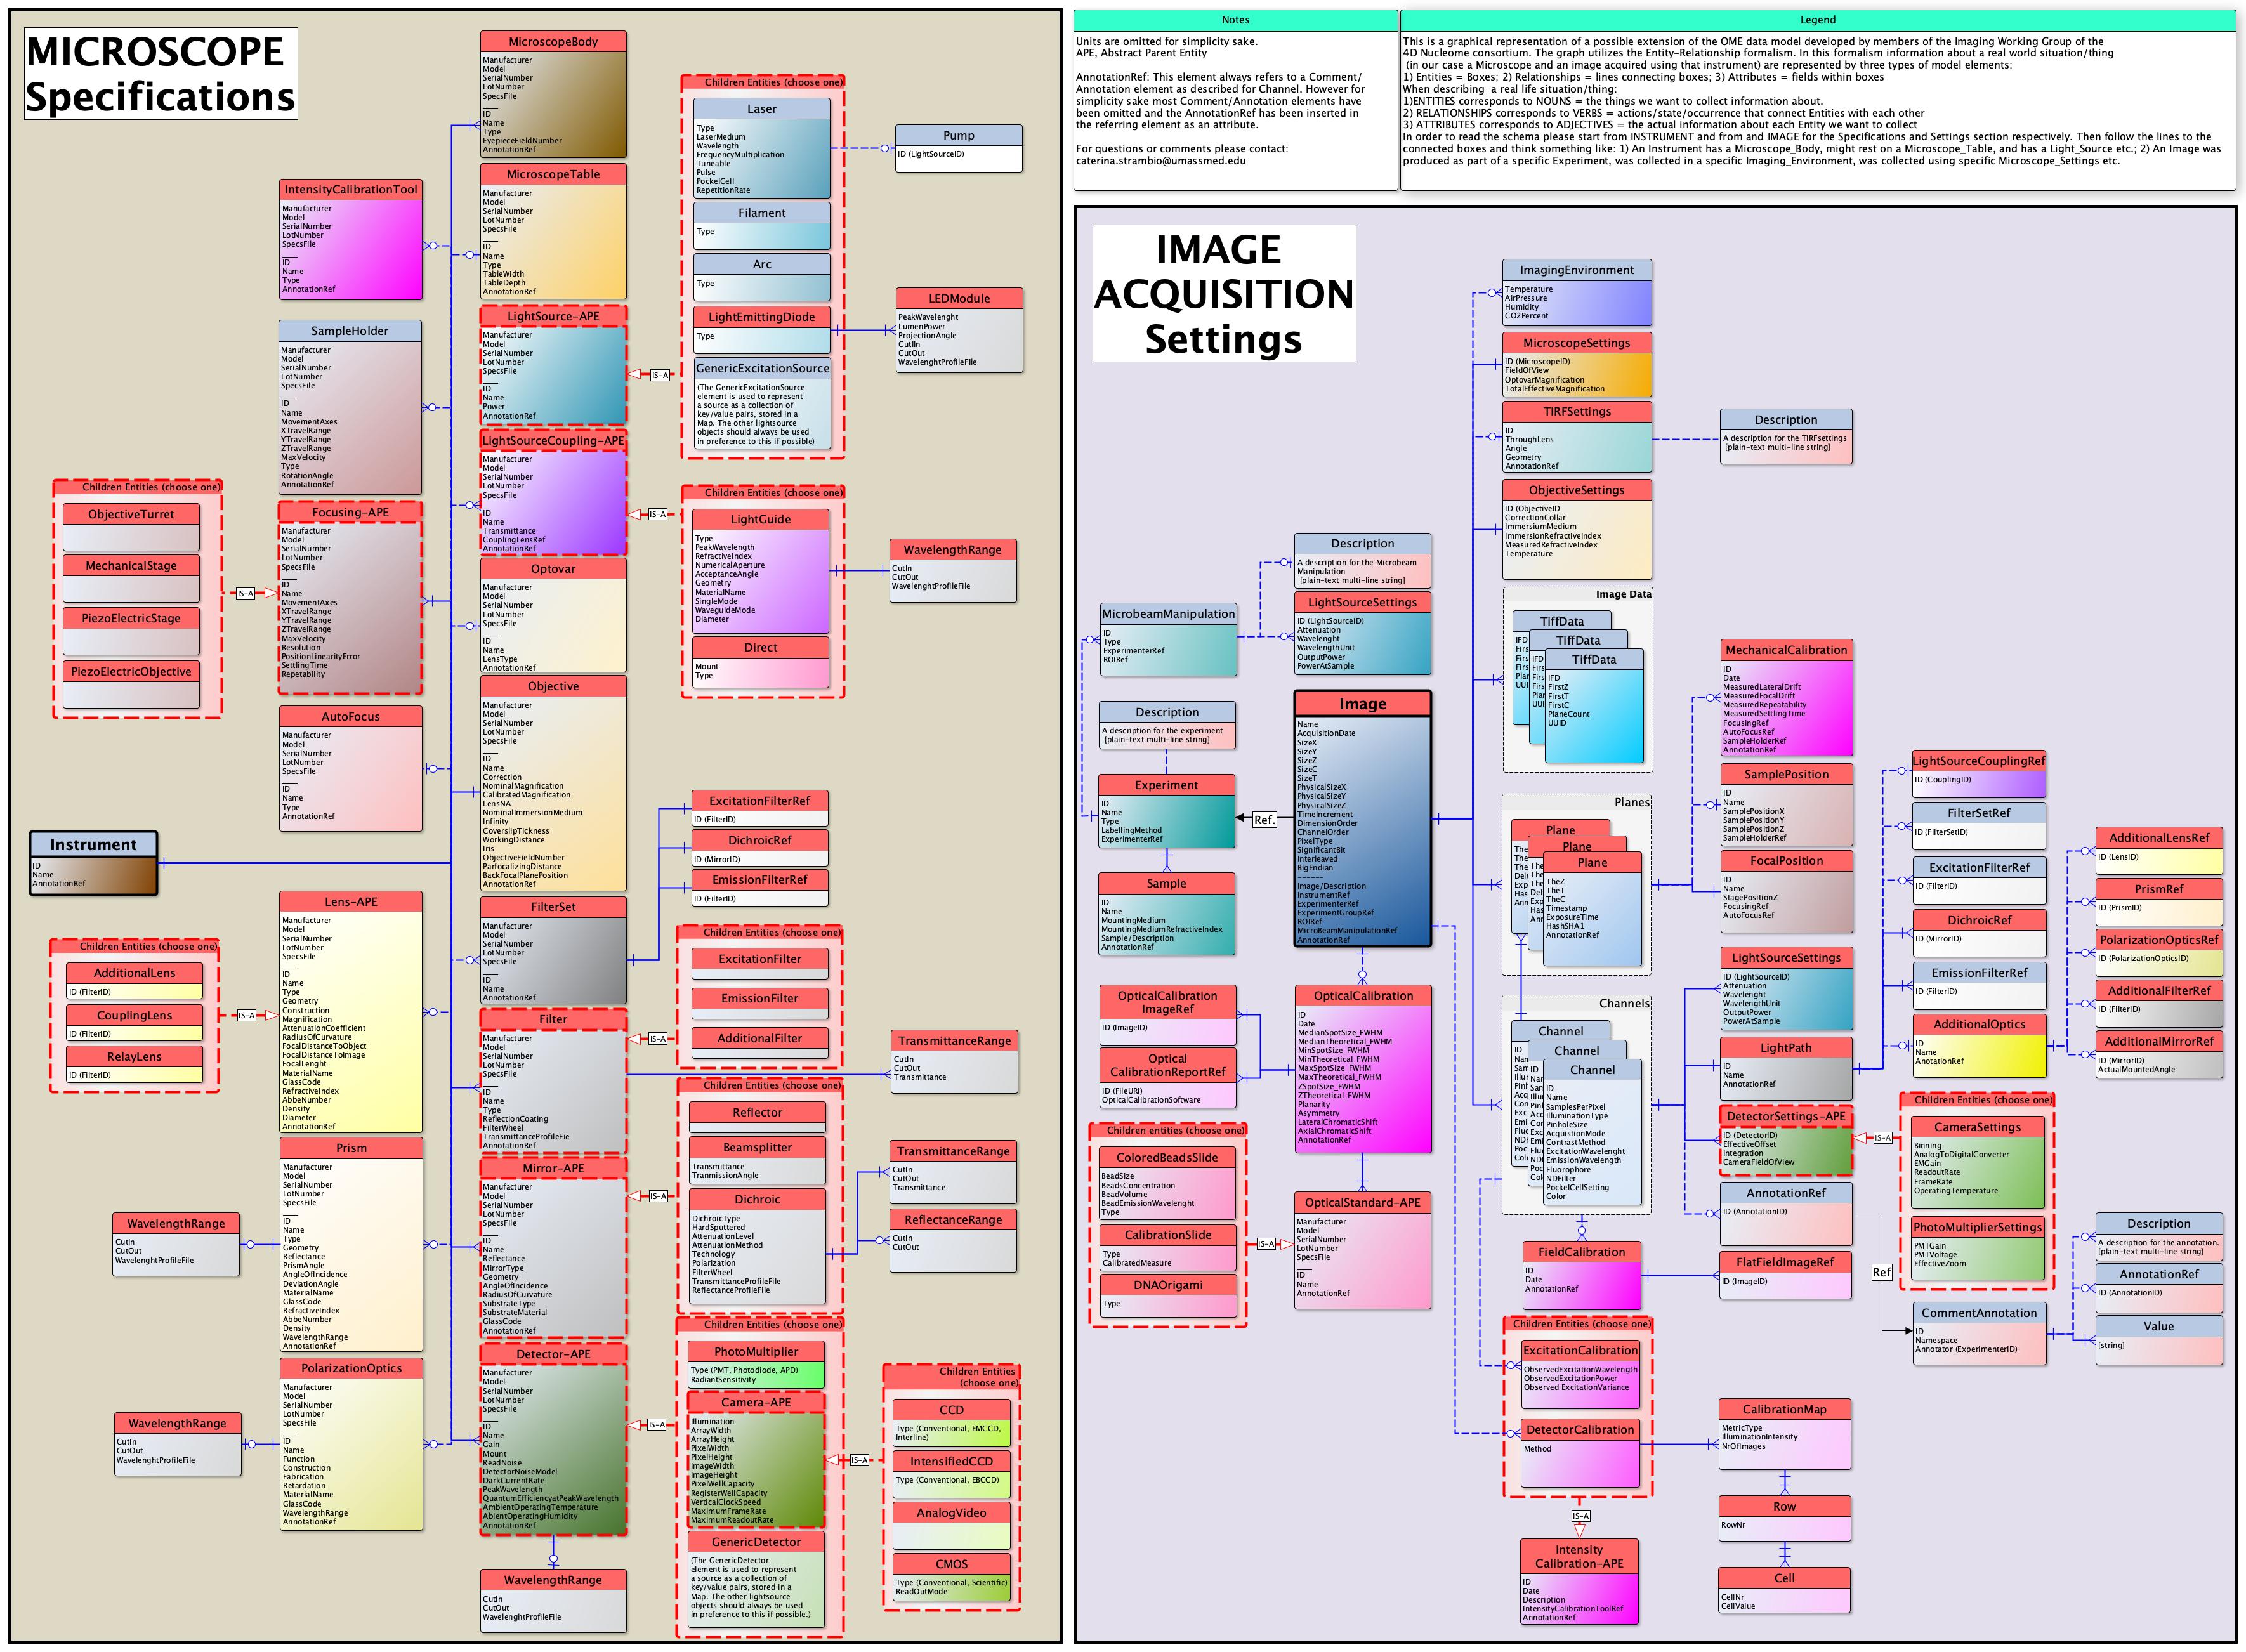 MICROSCOPE
Specifications
MicroscopeBody
Manufacturer
Model
SerialNumber
LotNumber
SpecsFile
___
ID
Name
Type
EyepieceFieldNumber
AnnotationRef
MicroscopeTable
Manufacturer
Model
SerialNumber
LotNumber
SpecsFile
___
ID
Name
Type
TableWidth
TableDepth
AnnotationRef
LightSource-APE
Manufacturer
Model
SerialNumber
LotNumber
SpecsFile
___
ID
Name
Power
AnnotationRef
LightSourceCoupling-APE
Manufacturer
Model
SerialNumber
LotNumber
SpecsFile
ID
Name
Transmittance
CouplingLensRef
AnnotationRef
Optovar
Manufacturer
Model
SerialNumber
LotNumber
SpecsFile
___
ID
Name
LensType
AnnotationRef
Objective
Manufacturer
Model
SerialNumber
LotNumber
SpecsFile
___
ID
Name
Correction
NominalMagnification
CalibratedMagnification
LensNA
NominalImmersionMedium
Infinity
CoverslipTickness
WorkingDistance
Iris
ObjectiveFieldNumber
ParfocalizingDistance
BackFocalPlanePosition
AnnotationRef
FilterSet
Manufacturer
Model
SerialNumber
LotNumber
SpecsFile
___
ID
Name
AnnotationRef
Filter
Manufacturer
Model
SerialNumber
LotNumber
SpecsFile
___
ID
Name
Type
ReflectionCoating
FilterWheel
TransmittanceProfileFie
AnnotationRef
Mirror-APE
Manufacturer
Model
SerialNumber
LotNumber
SpecsFile
___
ID
Name
Reflectance
MirrorType
Geometry
AngleOfIncidence
RadiusOfCurvature
SubstrateType
SubstrateMaterial
GlassCode
AnnotationRef
Detector-APE
Manufacturer
Model
SerialNumber
LotNumber
SpecsFile
___
ID
Name
Gain
Mount
ReadNoise
DetectorNoiseModel
DarkCurrentRate
PeakWavelength
QuantumEfficiencyatPeakWavelength
AmbientOperatingTemperature
AbientOperatingHumidity
AnnotationRef
WavelengthRange
CutIn
CutOut
WavelenghtProfileFile
IntensityCalibrationTool
Manufacturer
Model
SerialNumber
LotNumber
SpecsFile
___
ID
Name
Type
AnnotationRef
SampleHolder
Manufacturer
Model
SerialNumber
LotNumber
SpecsFile
___
ID
Name
MovementAxes
XTravelRange
YTravelRange
ZTravelRange
MaxVelocity
Type
RotationAngle
AnnotationRef
Children Entities (choose one)
ObjectiveTurret
MechanicalStage
PiezoElectricStage
PiezoElectricObjective
IS-A
Focusing-APE
Manufacturer
Model
SerialNumber
LotNumber
SpecsFile
___
ID
Name
MovementAxes
XTravelRange
YTravelRange
ZTravelRange
MaxVelocity
Resolution
PositionLinearityError
SettlingTime
Repetability
AutoFocus
Manufacturer
Model
SerialNumber
LotNumber
SpecsFile
___
ID
Name
Type
AnnotationRef
Instrument
ID
Name
AnnotationRef
Lens-APE
Manufacturer
Model
SerialNumber
LotNumber
SpecsFile
___
ID
Name
Type
Geometry
Construction
Magnification
AttenuationCoefficient
RadiusOfCurvature
FocalDistanceToObject
FocalDistanceToImage
FocalLenght
MaterialName
GlassCode
RefractiveIndex
AbbeNumber
Density
Diameter
AnnotationRef
Children Entities (choose one)
AdditionalLens
ID (FilterID)
CouplingLens
ID (FilterID)
RelayLens
ID (FilterID)
IS-A
Prism
Manufacturer
Model
SerialNumber
LotNumber
SpecsFile
___
ID
Name
Type
Geometry
Reflectance
PrismAngle
AngleOfIncidence
DeviationAngle
MaterialName
GlassCode
RefractiveIndex
AbbeNumber
Density
WavelengthRange
AnnotationRef
WavelengthRange
CutIn
CutOut
WavelenghtProfileFile
PolarizationOptics
Manufacturer
Model
SerialNumber
LotNumber
SpecsFile
___
ID
Name
Function
Construction
Fabrication
Retardation
MaterialName
GlassCode
WavelengthRange
AnnotationRef
WavelengthRange
CutIn
CutOut
WavelenghtProfileFile
Children Entities (choose one)
Laser
Type
LaserMedium
Wavelength
FrequencyMultiplication
Tuneable
Pulse
PockelCell
RepetitionRate
Filament
Type
Arc
Type
LightEmittingDiode
Type
GenericExcitationSource
(The GenericExcitationSource
element is used to represent
a source as a collection of
key/value pairs, stored in a
Map. The other lightsource
objects should always be used
in preference to this if possible)
IS-A
Pump
ID (LightSourceID)
LEDModule
PeakWavelenght
LumenPower
ProjectionAngle
CutIn
CutOut
WavelenghtProfileFIle
Children Entities (choose one)
LightGuide
Type
PeakWavelength
RefractiveIndex
NumericalAperture
AcceptanceAngle
Geometry
MaterialName
SingleMode
WaveguideMode
Diameter
Direct
Mount
Type
IS-A
WavelengthRange
CutIn
CutOut
WavelenghtProfileFile
ExcitationFilterRef
ID (FilterID)
DichroicRef
ID (MirrorID)
EmissionFilterRef
ID (FilterID)
Children Entities (choose one)
ExcitationFilter
EmissionFilter
AdditionalFilter
IS-A
TransmittanceRange
CutIn
CutOut
Transmittance
Children Entities (choose one)
Reflector
Beamsplitter
Transmittance
TranmissionAngle
Dichroic
DichroicType
HardSputtered
AttenuationLevel
AttenuationMethod
Technology
Polarization
FilterWheel
TransmittanceProfileFile
ReflectanceProfileFile
IS-A
TransmittanceRange
CutIn
CutOut
Transmittance
ReflectanceRange
CutIn
CutOut
Children Entities (choose one)
PhotoMultiplier
Type (PMT, Photodiode, APD)
RadiantSensitivity
Camera-APE
Illumination
ArrayWidth
ArrayHeight
PixelWidth
PixelHeight
ImageWidth
ImageHeight
PixelWellCapacity
RegisterWellCapacity
VerticalClockSpeed
MaximumFrameRate
MaximumReadoutRate
GenericDetector
(The GenericDetector
element is used to represent
a source as a collection of
key/value pairs, stored in a
Map. The other lightsource
objects should always be used
in preference to this if possible.)
IS-A
Children Entities
(choose one)
CCD
Type (Conventional, EMCCD,
Interline)
IntensifiedCCD
Type (Conventional, EBCCD)
AnalogVideo
CMOS
Type (Conventional, Scientific)
ReadOutMode
IS-A
Notes
Units are omitted for simplicity sake.
APE, Abstract Parent Entity
AnnotationRef: This element always refers to a Comment/
Annotation element as described for Channel. However for
simplicity sake most Comment/Annotation elements have
been omitted and the AnnotationRef has been inserted in
the referring element as an attribute.
For questions or comments please contact:
caterina.strambio@umassmed.edu
Legend
This is a graphical representation of a possible extension of the OME data model developed by members of the Imaging Working Group of the
4D Nucleome consortium. The graph utilizes the Entity-Relationship formalism. In this formalism information about a real world situation/thing
(in our case a Microscope and an image acquired using that instrument) are represented by three types of model elements:
1) Entities = Boxes; 2) Relationships = lines connecting boxes; 3) Attributes = fields within boxes
When describing a real life situation/thing:
1)ENTITIES corresponds to NOUNS = the things we want to collect information about.
2) RELATIONSHIPS corresponds to VERBS = actions/state/occurrence that connect Entities with each other
3) ATTRIBUTES corresponds to ADJECTIVES = the actual information about each Entity we want to collect
In order to read the schema please start from INSTRUMENT and from and IMAGE for the Specifications and Settings section respectively. Then follow the lines to the
connected boxes and think something like: 1) An Instrument has a Microscope_Body, might rest on a Microscope_Table, and has a Light_Source etc.; 2) An Image was
produced as part of a specific Experiment, was collected in a specific Imaging_Environment, was collected using specific Microscope_Settings etc.
IMAGE
ACQUISITION
Settings
ImagingEnvironment
Temperature
AirPressure
Humidity
CO2Percent
MicroscopeSettings
ID (MicroscopeID)
FieldOfView
OptovarMagnification
TotalEffectiveMagnification
TIRFSettings
ID
ThroughLens
Angle
Geometry
AnnotationRef
Description
A description for the TIRFsettings
[plain-text multi-line string]
ObjectiveSettings
ID (ObjectiveID
CorrectionCollar
ImmersiumMedium
ImmersionRefractiveIndex
MeasuredRefractiveIndex
Temperature
Description
A description for the Microbeam
Manipulation
[plain-text multi-line string]
MicrobeamManipulation
ID
Type
ExperimenterRef
ROIRef
LightSourceSettings
ID (LightSourceID)
Attenuation
Wavelenght
WavelengthUnit
OutputPower
PowerAtSample
Description
A description for the experiment
[plain-text multi-line string]
Experiment
ID
Name
Type
LabellingMethod
ExperimenterRef
Ref.
Sample
ID
Name
MountingMedium
MountingMediumRefractiveIndex
Sample/Description
AnnotationRef
Image
Name
AcquisitionDate
SizeX
SizeY
SizeZ
SizeC
SizeT
PhysicalSizeX
PhysicalSizeY
PhysicalSizeZ
TimeIncrement
DimensionOrder
ChannelOrder
PixelType
SignificantBit
Interleaved
BigEndian
------
Image/Description
InstrumentRef
ExperimenterRef
ExperimentGroupRef
ROIRef
MicroBeamManipulationRef
AnnotationRef
Image Data
TiffData
TiffData
TiffData
IFD
FirstZ
FirstT
FirstC
PlaneCount
UUID
Planes
Plane
Plane
Plane
TheZ
TheT
TheC
Timestamp
ExposureTime
HashSHA1
AnnotationRef
Channels
Channel
Channel
Channel
ID
Name
SamplesPerPixel
IlluminationType
PinholeSize
AcquisitionMode
ContrastMethod
ExcitationWavelenght
EmissionWavelength
Fluorophore
NDFilter
PockelCellSetting
Color
MechanicalCalibration
ID
Date
MeasuredLateralDrift
MeasuredFocalDrift
MeasuredRepeatability
MeasuredSettlingTime
FocusingRef
AutoFocusRef
SampleHolderRef
AnnotationRef
SamplePosition
ID
Name
SamplePositionX
SamplePositionY
SamplePositionZ
SampleHolderRef
FocalPosition
ID
Name
StagePositionZ
FocusingRef
AutoFocusRef
LightSourceSettings
ID (LightSourceID)
Attenuation
Wavelenght
WavelengthUnit
OutputPower
PowerAtSample
LightPath
ID
Name
AnnotationRef
DetectorSettings-APE
ID (DetectorID)
EffectiveOffset
Integration
CameraFieldOfView
IS-A
AnnotationRef
ID (AnnotationID)
Ref
FlatFieldImageRef
ID (ImageID)
LightSourceCouplingRef
ID (CouplingID)
FilterSetRef
ID (FilterSetID)
ExcitationFilterRef
ID (FilterID)
DichroicRef
ID (MirrorID)
EmissionFilterRef
ID (FilterID)
AdditionalOptics
ID
Name
AnotationRef
AdditionalLensRef
ID (LensID)
PrismRef
ID (PrismID)
PolarizationOpticsRef
ID (PolarizationOpticsID)
AdditionalFilterRef
ID (FilterID)
AdditionalMirrorRef
ID (MirrorID)
ActualMountedAngle
Children Entities (choose one)
CameraSettings
Binning
AnalogToDigitalConverter
EMGain
ReadoutRate
FrameRate
OperatingTemperature
PhotoMultiplierSettings
PMTGain
PMTVoltage
EffectiveZoom
CommentAnnotation
ID
Namespace
Annotator (ExperimenterID)
Description
A description for the annotation.
[plain-text multi-line string]
AnnotationRef
ID (AnnotationID)
Value
[string]
Optical Calibration
ImageRef
ID (ImageID)
Optical
CalibrationReportRef
ID (FileURI)
OpticalCalibrationSoftware
OpticalCalibration
ID
Date
MedianSpotSize_FWHM
MedianTheoretical_FWHM
MinSpotSize_FWHM
MinTheoretical_FWHM
MaxSpotSize_FWHM
MaxTheoretical_FWHM
ZSpotSize_FWHM
ZTheoretical_FWHM
Planarity
Asymmetry
LateralChromaticShift
AxialChromaticShift
AnnotationRef
Children entities (choose one)
ColoredBeadsSlide
BeadSize
BeadsConcentration
BeadVolume
BeadEmissionWavelenght
Type
CalibrationSlide
Type
CalibratedMeasure
DNAOrigami
Type
IS-A
OpticalStandard-APE
Manufacturer
Model
SerialNumber
LotNumber
SpecsFile
___
ID
Name
AnnotationRef
FieldCalibration
ID
Date
AnnotationRef
Children Entities (choose one)
ExcitationCalibration
ObservedExcitationWavelength
ObservedExcitationPower
Observed ExcitationVariance
DetectorCalibration
Method
IS-A
Intensity
Calibration-APE
ID
Date
Description
IntensityCalibrationToolRef
AnnotationRef
CalibrationMap
MetricType
IlluminationIntensity
NrOfImages
Row
RowNr
Cell
CellNr
CellValue